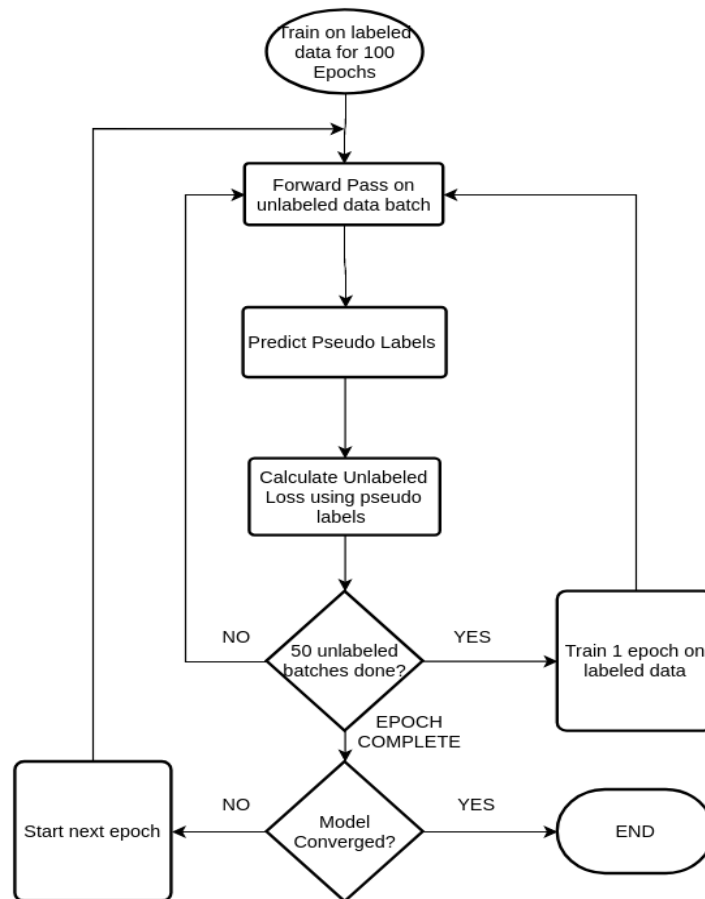 Train on labeled
data for 100
Epochs
Forward Pass on
unlabeled data batch
Predict Pseudo Labels
Calculate Unlabeled
Loss using pseudo
labels
NO
50 unlabeled
batches done?
YES
Train 1 epoch on
labeled data
EPOCH
COMPLETE
Start next epoch
NO
Model
Converged?
YES
END